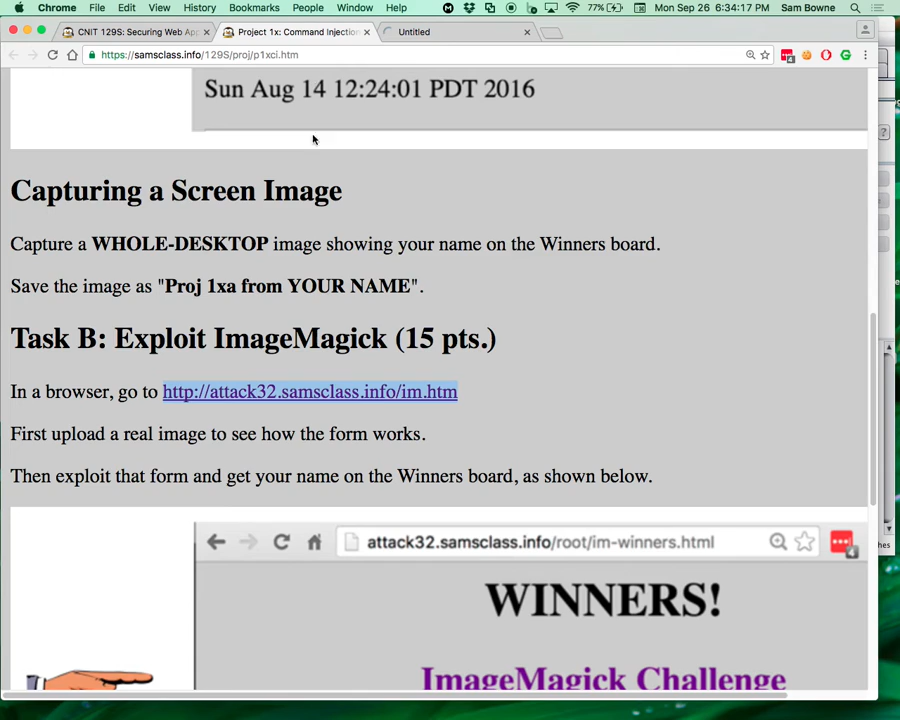 Chrome File Edit View History Bookmarks People Window Help 77% Mon Sep 26 6:34:17 PM Sam Bowne
CNIT 129S: Securing Web App Project 1x: Command Injection Untitled
https://samsclass.info/129S/proj/p1xci.htm
Sun Aug 14 12:24:01 PDT 2016
Capturing a Screen Image
Capture a WHOLE-DESKTOP image showing your name on the Winners board.
Save the image as "Proj 1xa from YOUR NAME".
Task B: Exploit ImageMagick (15 pts.)
In a browser, go to http://attack32.samsclass.info/im.htm
First upload a real image to see how the form works.
Then exploit that form and get your name on the Winners board, as shown below.
attack32.samsclass.info/root/im-winners.html
WINNERS!
ImageMagick Challenge